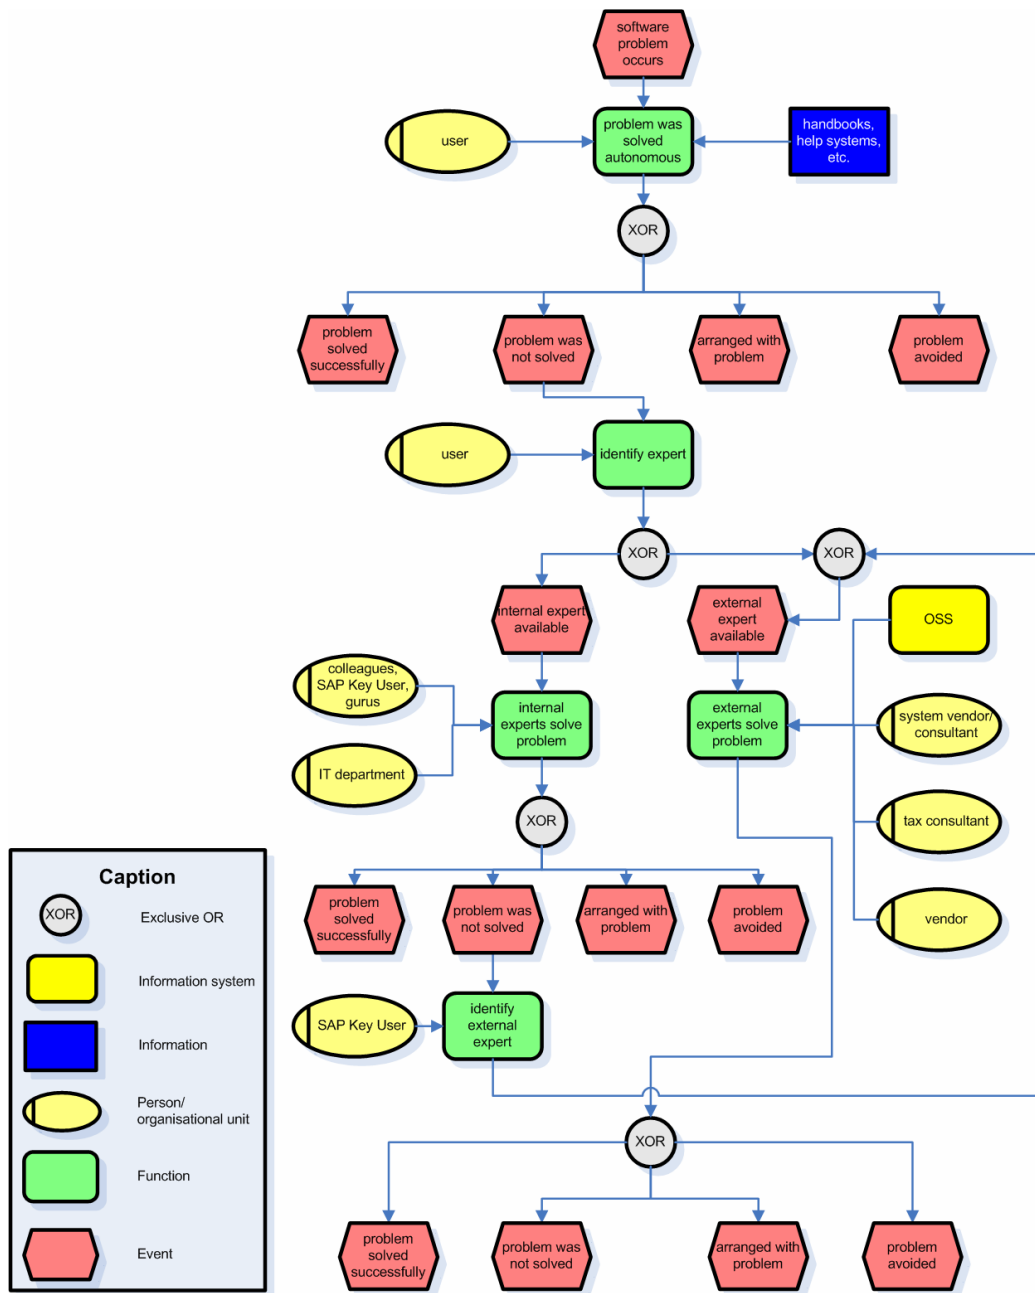 software
problem
occurs
user
problem was
solved
autonomous
handbooks,
help systems,
etc.
XOR
problem
solved
successfully
problem was
not solved
arranged with
problem
problem
avoided
user
identify expert
XOR
XOR
internal expert
available
external
expert
available
OSS
colleagues,
SAP Key User,
gurus
internal
experts solve
problem
external
experts solve
problem
system vendor/
consultant
IT department
XOR
tax consultant
problem
solved
successfully
problem was
not solved
arranged with
problem
problem
avoided
vendor
SAP Key User
identify
external
expert
XOR
problem
solved
successfully
problem was
not solved
arranged with
problem
problem
avoided
Caption
XOR
Exclusive OR
Information system
Information
Person/
organisational unit
Function
Event